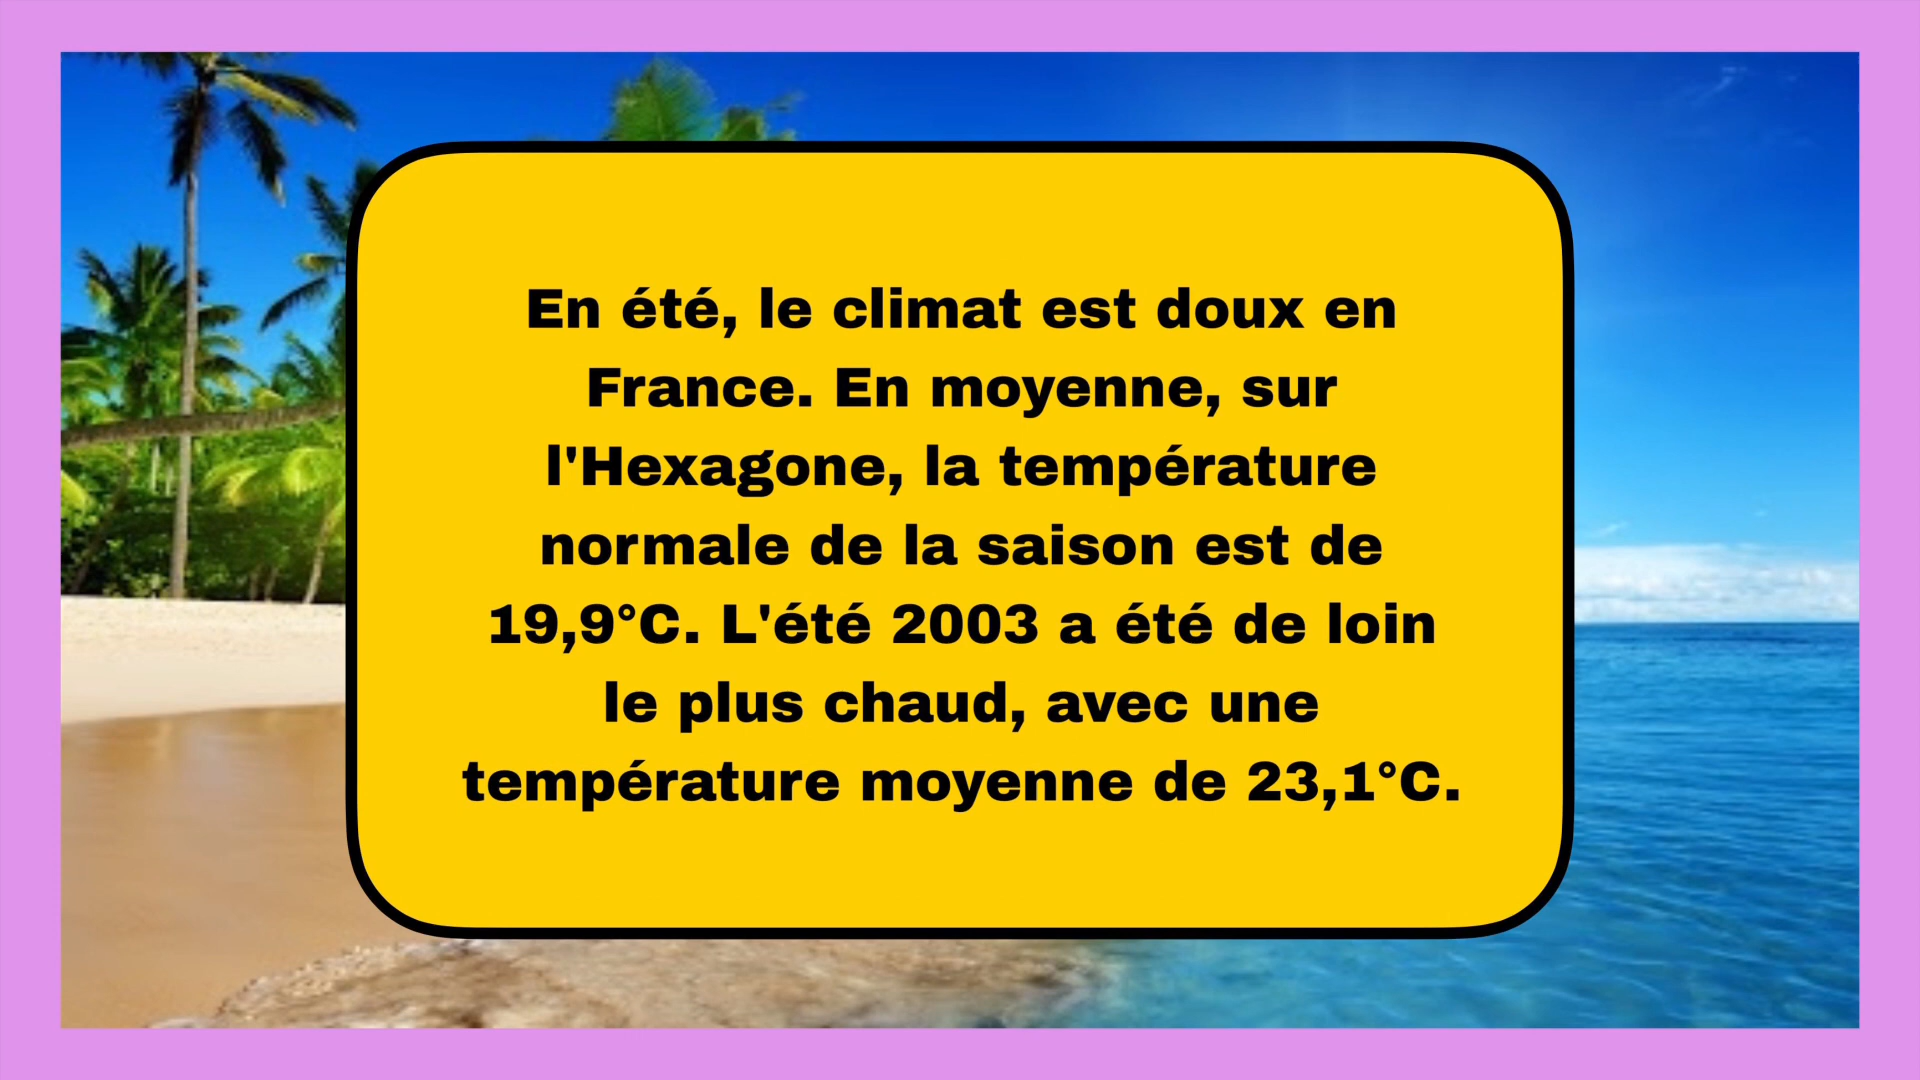 En été, le climat est doux en
France. En moyenne, sur
l'Hexagone, la température
normale de la saison est de
19,9°C. L'été 2003 a été de loin
le plus chaud, avec une
température moyenne de 23,1°C.